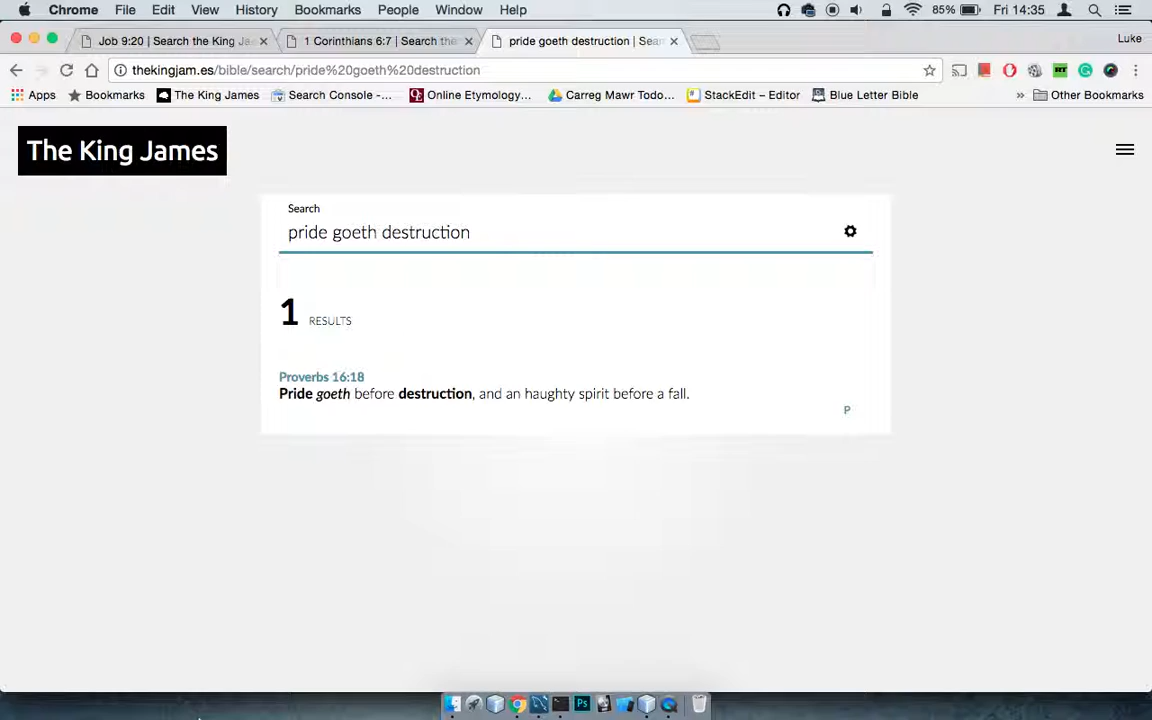 Chrome File Edit View History Bookmarks People Window Help 85% Fri 14:35
Job 9:20 | Search the King Ja 1 Corinthians 6:7 | Search the pride goeth destruction | Sear Luke
thekingjam.es/bible/search/pride%20goeth%20destruction
Apps Bookmarks The King James Search Console -... Online Etymology... Carreg Mawr Todo... StackEdit – Editor Blue Letter Bible » Other Bookmarks
The King James
Search
pride goeth destruction
1 RESULTS
Proverbs 16:18
Pride goeth before destruction, and an haughty spirit before a fall.
P
Ps